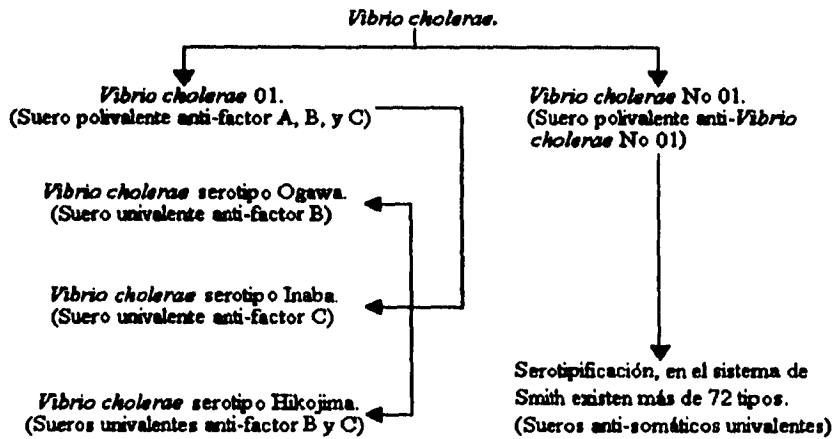 Vibrio cholerae.
Vibrio cholerae 01.
(Suero polivalente anti-factor A, B, y C)
Vibrio cholerae No 01.
(Suero polivalente anti-Vibrio
cholerae No 01)
Vibrio cholerae serotipo Ogawa.
(Suero univalente anti-factor B)
Vibrio cholerae serotipo Inaba.
(Suero univalente anti-factor C)
Vibrio cholerae serotipo Hikojima.
(Sueros univalentes anti-factor B y C)
Serotipificación, en el sistema de
Smith existen más de 72 tipos.
(Sueros anti-somáticos univalentes)